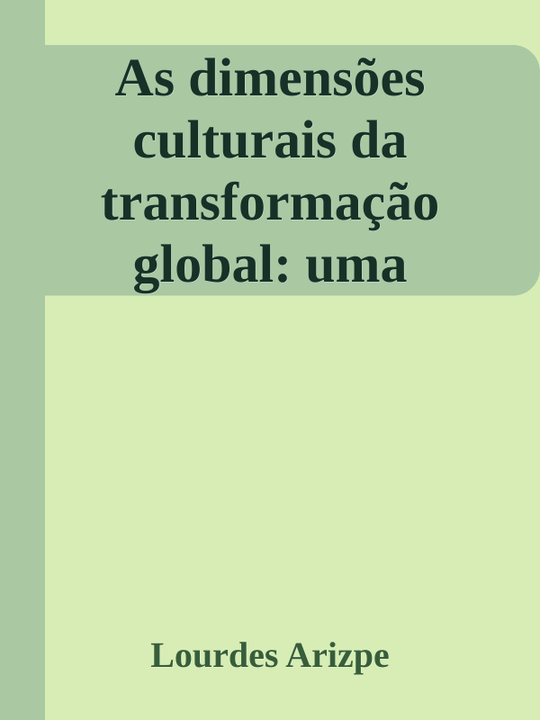 As dimensões
culturais da
transformação
global: uma
Lourdes Arizpe